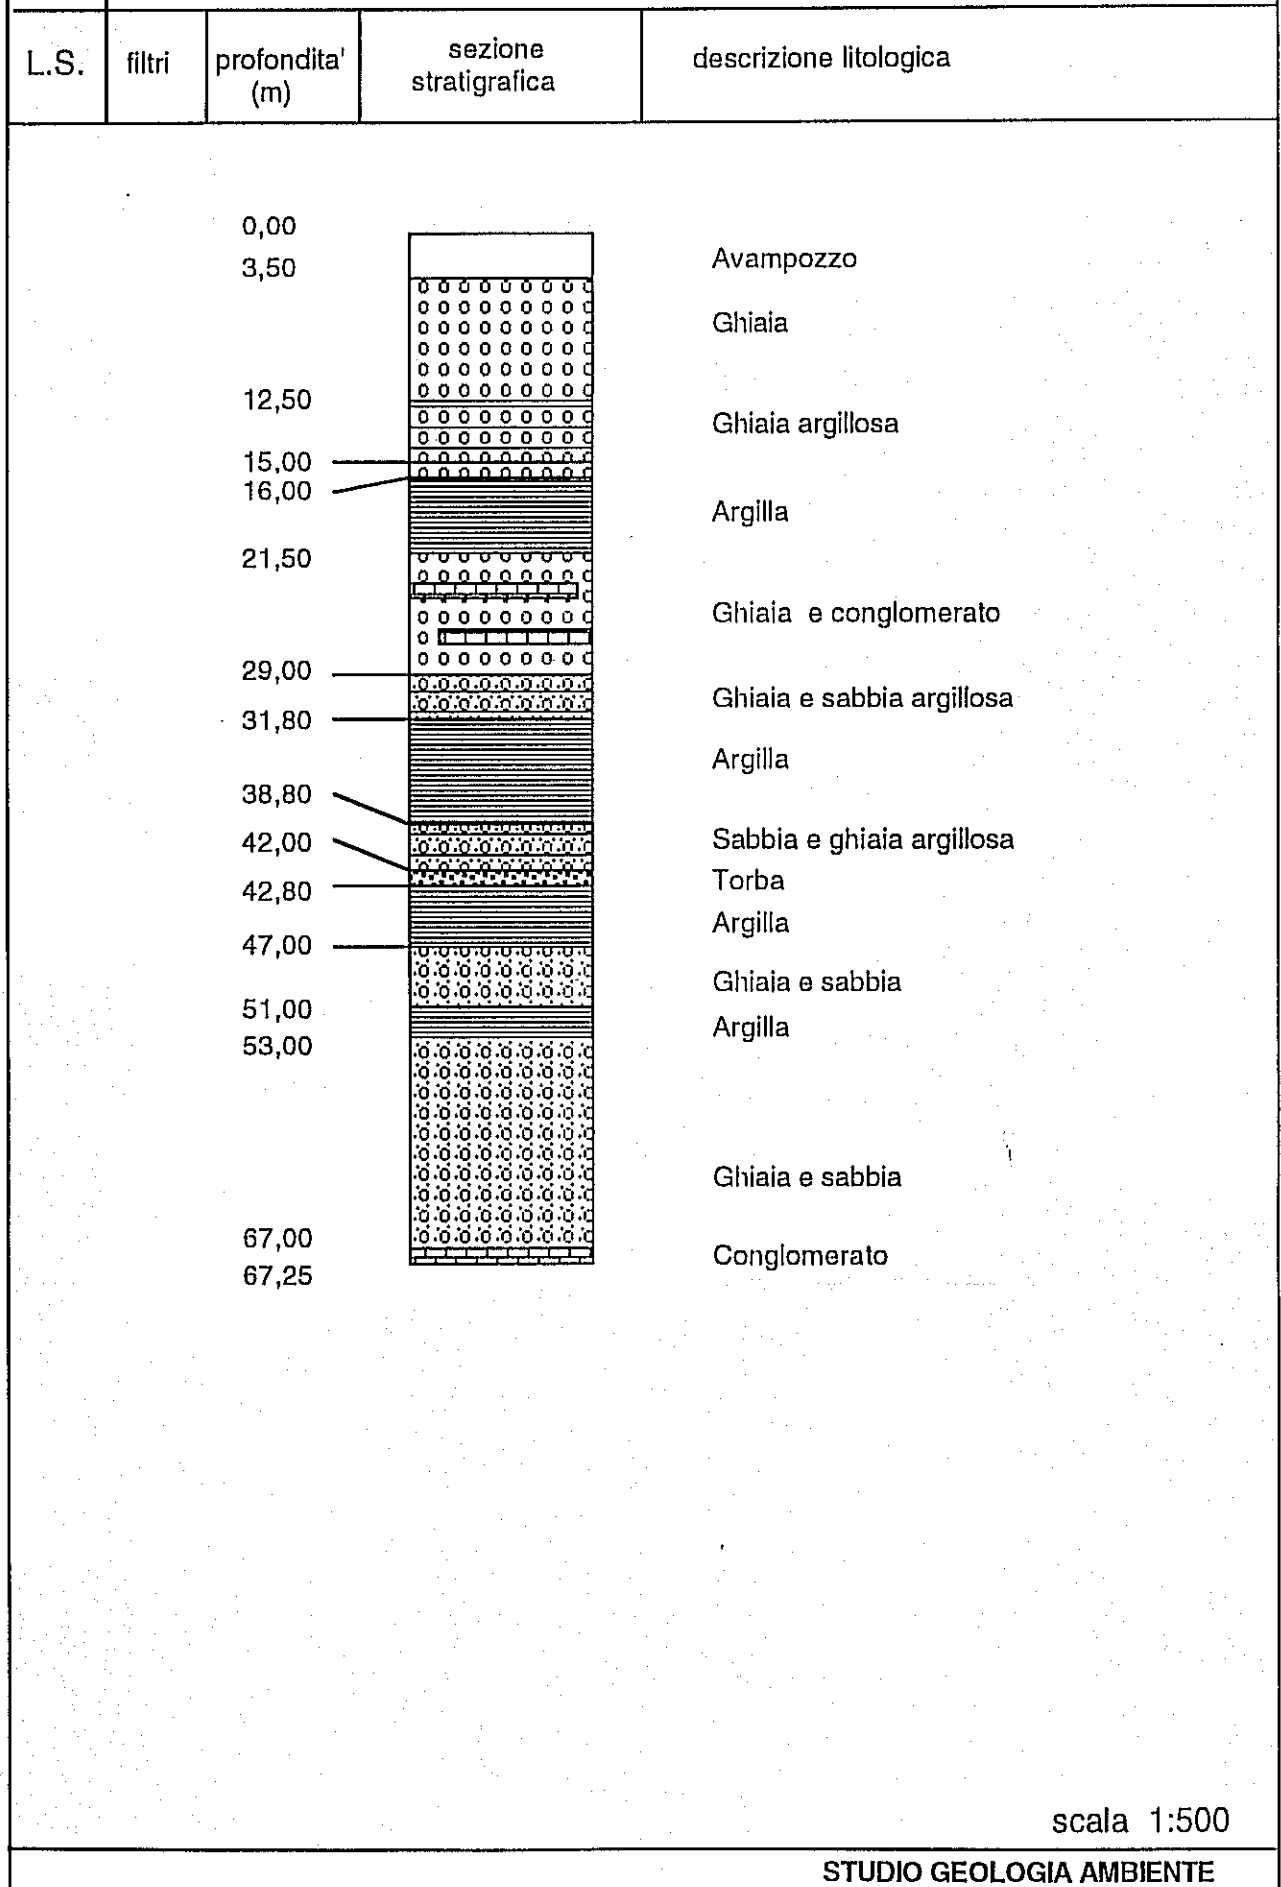 L.S. filtri profondita' (m) sezione stratigrafica descrizione litologica
0,00
Avampozzo
3,50
Ghiaia
12,50
Ghiaia argillosa
15,00
16,00
Argilla
21,50
Ghiaia e conglomerato
29,00
Ghiaia e sabbia argillosa
31,80
Argilla
38,80
Sabbia e ghiaia argillosa
42,00
Torba
42,80
Argilla
47,00
Ghiaia e sabbia
51,00
Argilla
53,00
Ghiaia e sabbia
67,00
Conglomerato
67,25
scala 1:500
STUDIO GEOLOGIA AMBIENTE